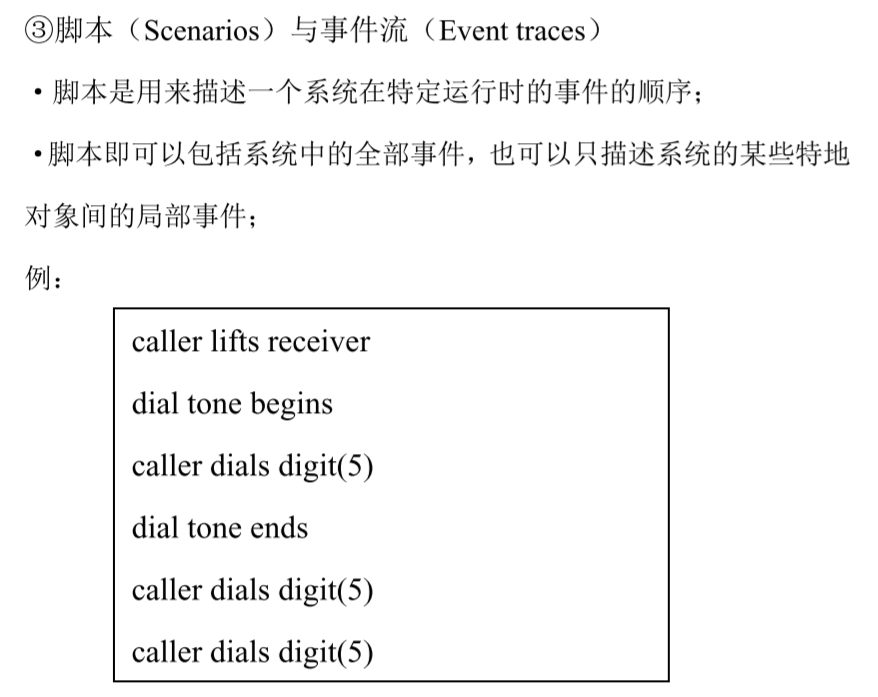 ③脚本（Scenarios）与事件流（Event traces）
·脚本是用来描述一个系统在特定运行时的事件的顺序；
·脚本即可以包括系统中的全部事件，也可以只描述系统的某些特地
对象间的局部事件；
例：
caller lifts receiver
dial tone begins
caller dials digit(5)
dial tone ends
caller dials digit(5)
caller dials digit(5)